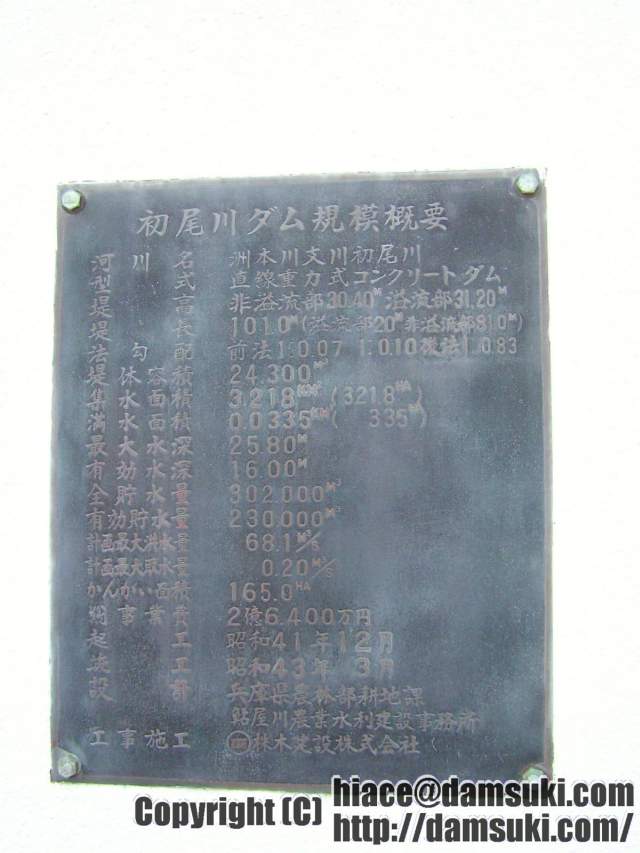 初尾川ダム規模概要
河川名 洲本川支川初尾川
型式 直線重力式コンクリートダム
堤高 非溢流部30.40M 溢流部31.20M
堤長 101.0M(溢流部20M 非溢流部81.0M)
法勾配 前法1:0.07 1:0.10 後法1:0.83
堤体容積 24.300M³
集水面積 3.218KM²(321.8HA)
満水面積 0.0335KM²( 3.35HA)
最大水深 25.80M
有効水深 16.00M
全貯水量 302.000M³
有効貯水量 230.000M³
計画最大洪水量 68.1M³/S
計画最大取水量 0.20M³/S
かんがい面積 165.0HA
総事業費 2億6.400万円
起工 昭和41年12月
竣工 昭和43年 3月
設計 兵庫県農林部耕地課
鮎屋川農業水利建設事務所
工事施工 株木建設株式会社
hiace@damsuki.com
Copyright (C) http://damsuki.com/